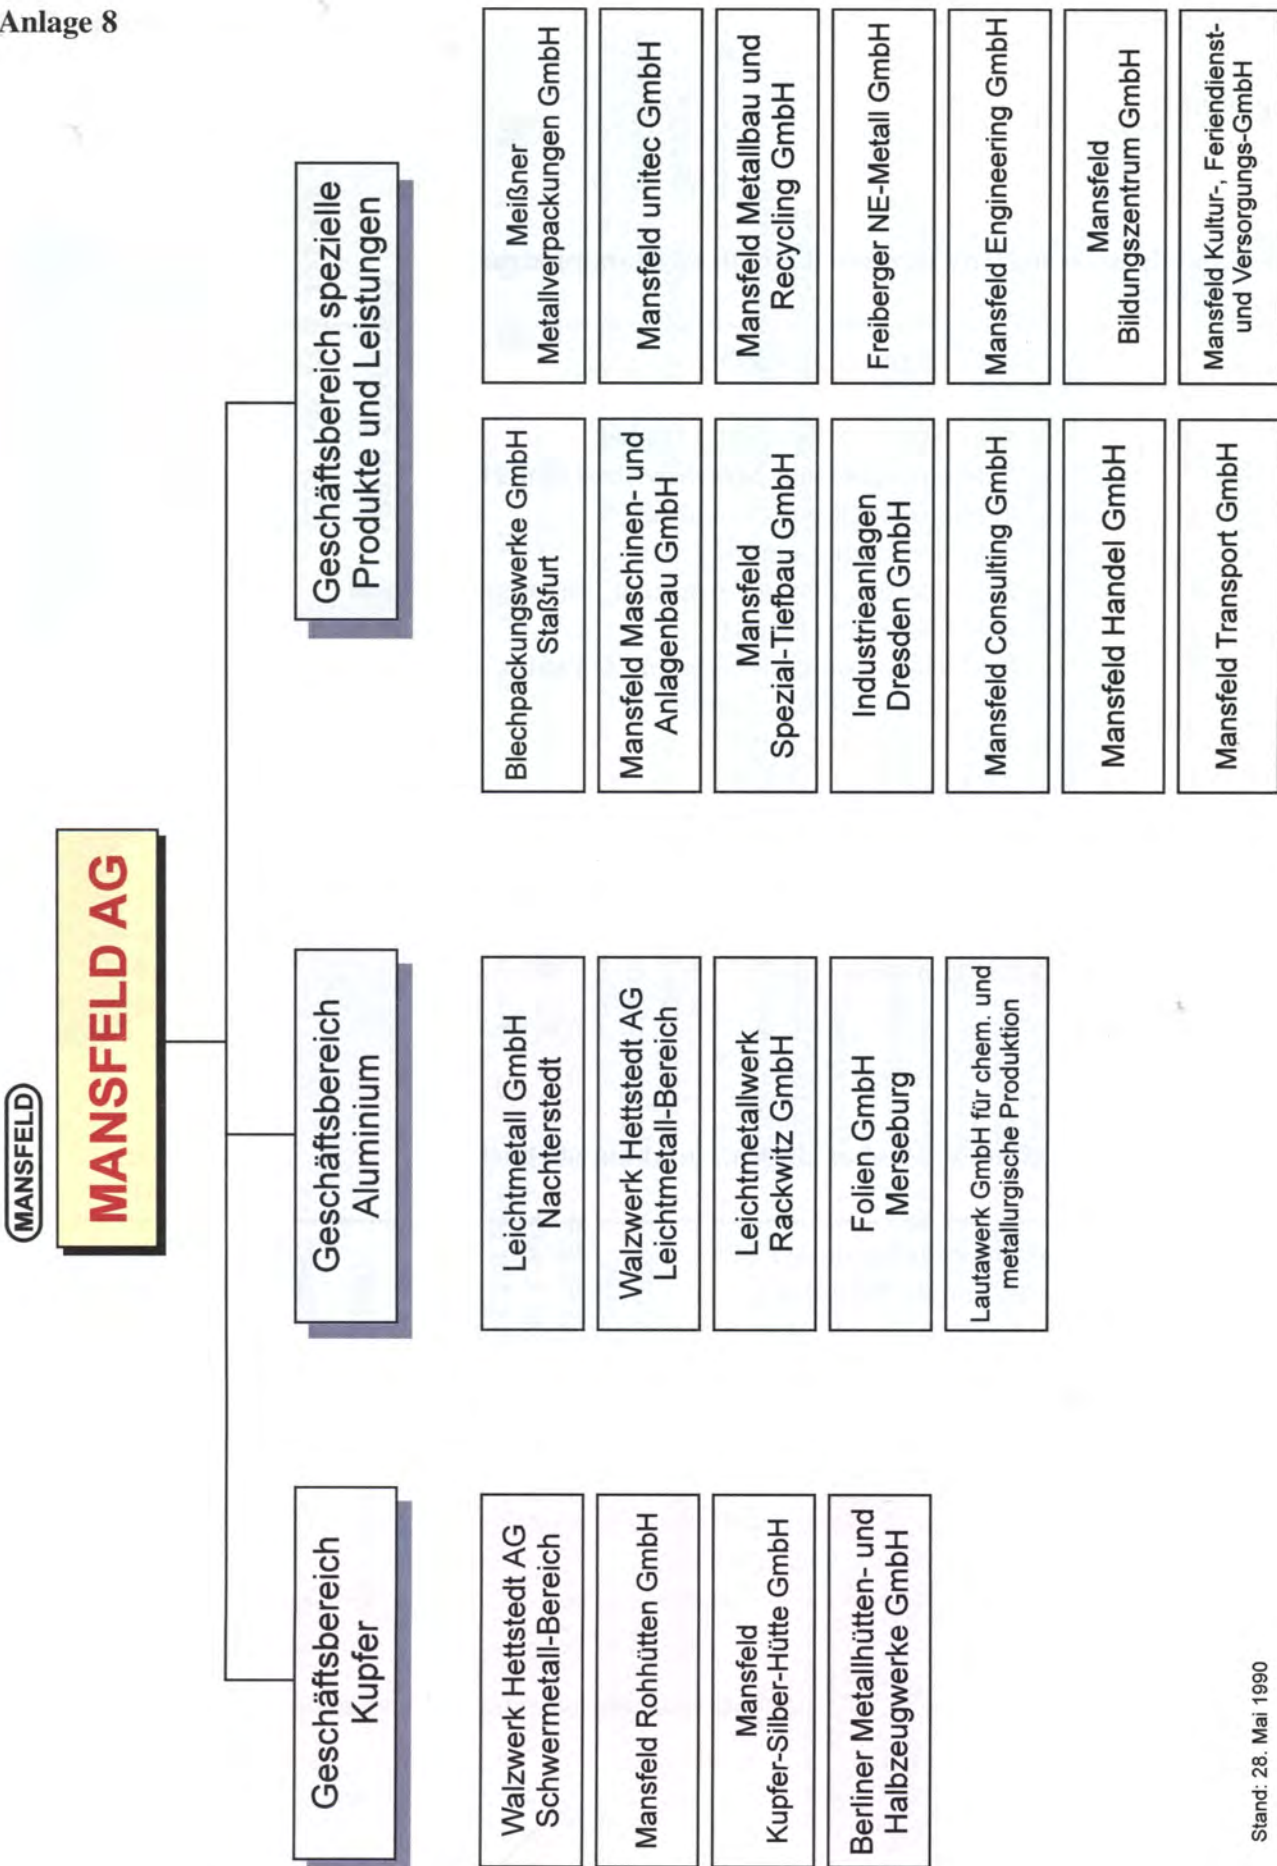 Anlage 8
MANSFELD
MANSFELD AG
Geschäftsbereich
Kupfer
Geschäftsbereich
Aluminium
Geschäftsbereich spezielle
Produkte und Leistungen
Walzwerk Hettstedt AG
Schwermetall-Bereich
Mansfeld Rohhütten GmbH
Mansfeld
Kupfer-Silber-Hütte GmbH
Berliner Metallhütten- und
Halbzeugwerke GmbH
Leichtmetall GmbH
Nachterstedt
Walzwerk Hettstedt AG
Leichtmetall-Bereich
Leichtmetallwerk
Rackwitz GmbH
Folien GmbH
Merseburg
Lautawerk GmbH für chem. und
metallurgische Produktion
Blechpackungswerke GmbH
Staßfurt
Mansfeld Maschinen- und
Anlagenbau GmbH
Mansfeld
Spezial-Tiefbau GmbH
Industrieanlagen
Dresden GmbH
Mansfeld Consulting GmbH
Mansfeld Handel GmbH
Mansfeld Transport GmbH
Meißner
Metallverpackungen GmbH
Mansfeld unitec GmbH
Mansfeld Metallbau und
Recycling GmbH
Freiberger NE-Metall GmbH
Mansfeld Engineering GmbH
Mansfeld
Bildungszentrum GmbH
Mansfeld Kultur-, Feriendienst-
und Versorgungs-GmbH
Stand: 28. Mai 1990